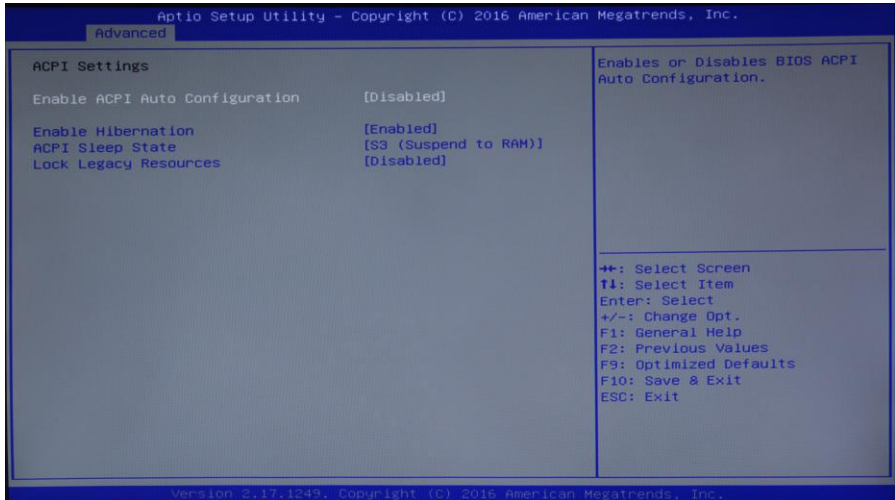 Aptio Setup Utility - Copyright (C) 2016 American Megatrends, Inc.
Advanced
ACPI Settings
Enable ACPI Auto Configuration [Disabled]
Enable Hibernation [Enabled]
ACPI Sleep State [S3 (Suspend to RAM)]
Lock Legacy Resources [Disabled]
Enables or Disables BIOS ACPI
Auto Configuration.
→←: Select Screen
↑↓: Select Item
Enter: Select
+/-: Change Opt.
F1: General Help
F2: Previous Values
F9: Optimized Defaults
F10: Save & Exit
ESC: Exit
Version 2.17.1249. Copyright (C) 2016 American Megatrends, Inc.